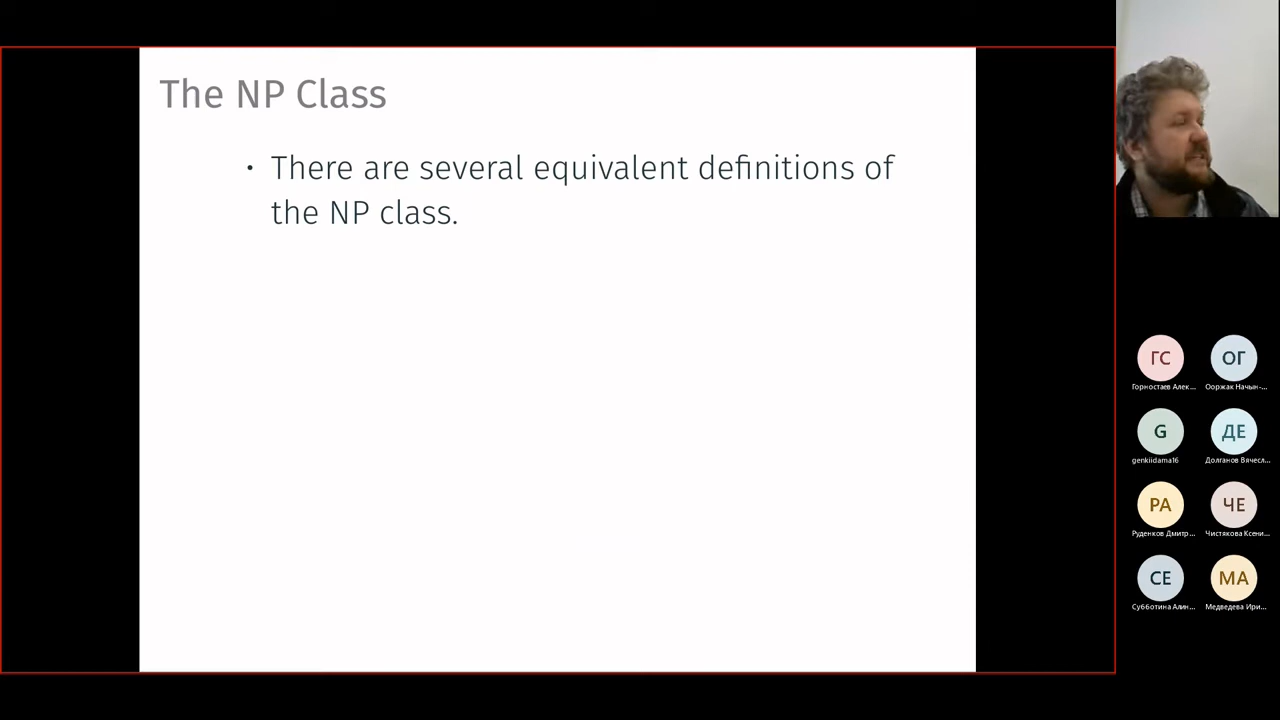 The NP Class
• There are several equivalent definitions of
the NP class.
ГС
ОГ
Горностаев Алек...
Ооржак Начын-...
G
ДЕ
genkiidama16
Долганов Вячесл...
РА
ЧЕ
Руденков Дмитр...
Чистякова Ксени...
СЕ
МА
Субботина Алин...
Медведева Ири...